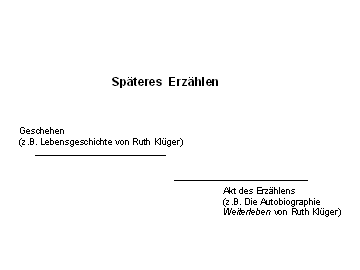 Späteres Erzählen
Geschehen
(z.B. Lebensgeschichte von Ruth Klüger)
Akt des Erzählens
(z.B. Die Autobiographie
Weiterleben von Ruth Klüger)